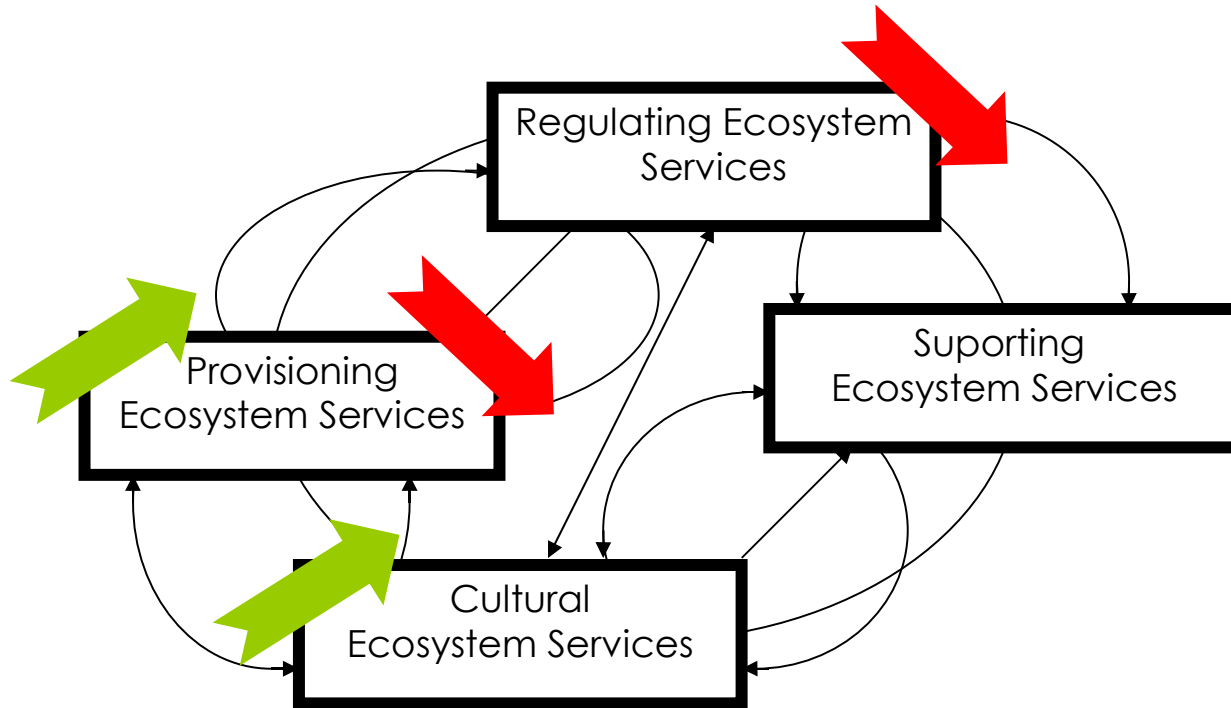 Regulating Ecosystem
Services
Provisioning
Ecosystem Services
Suporting
Ecosystem Services
Cultural
Ecosystem Services